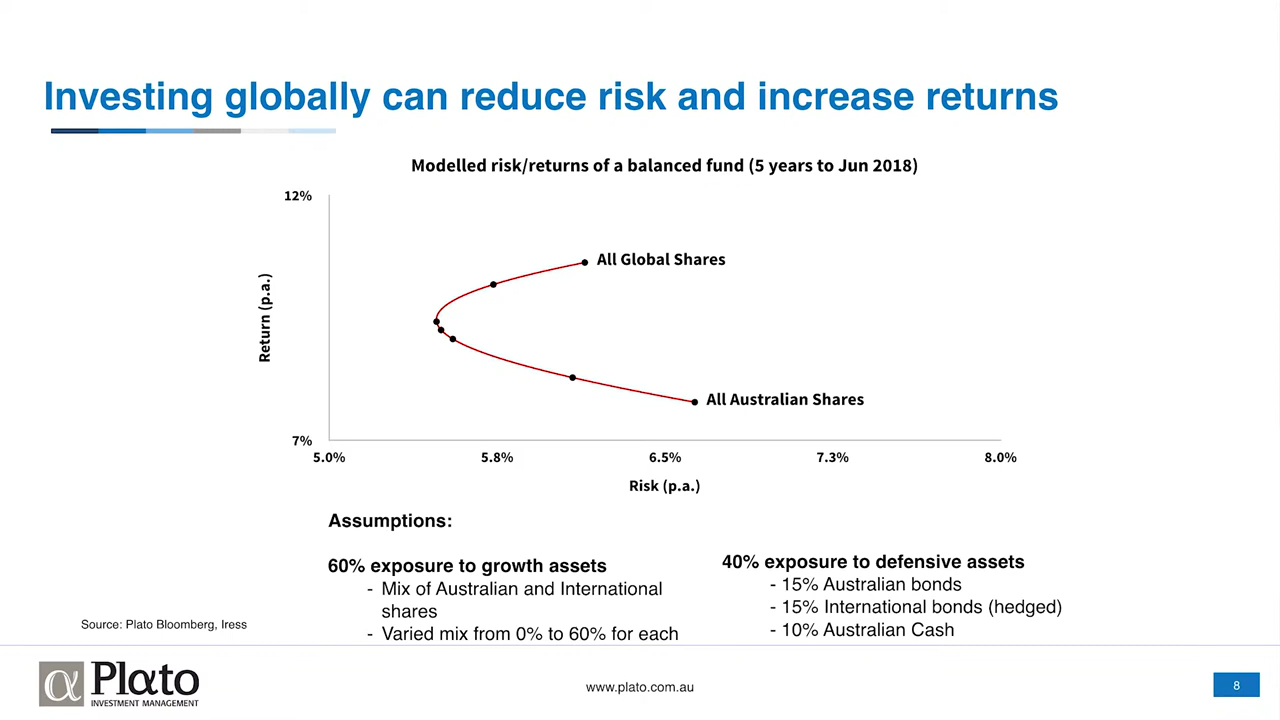 Investing globally can reduce risk and increase returns
Modelled risk/returns of a balanced fund (5 years to Jun 2018)
12%
All Global Shares
Return (p.a.)
All Australian Shares
7%
5.0%
5.8%
6.5%
7.3%
8.0%
Risk (p.a.)
Assumptions:
60% exposure to growth assets
- Mix of Australian and International
shares
- Varied mix from 0% to 60% for each
40% exposure to defensive assets
- 15% Australian bonds
- 15% International bonds (hedged)
- 10% Australian Cash
Source: Plato Bloomberg, Iress
α Plαto
INVESTMENT MANAGEMENT
www.plato.com.au
8